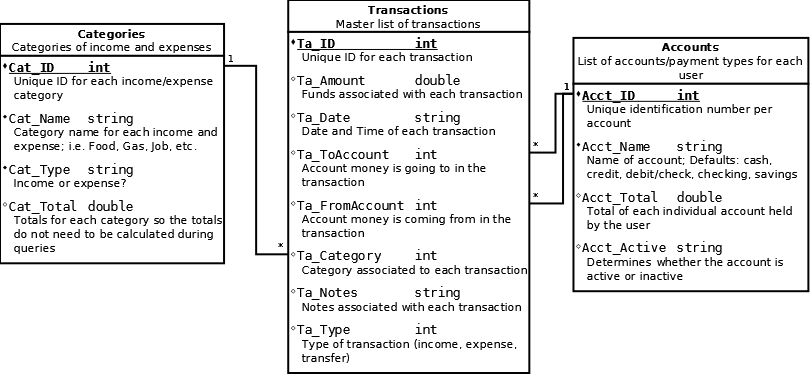 Categories
Categories of income and expenses
Cat_ID int
Unique ID for each income/expense
category
Cat_Name string
Category name for each income and
expense; i.e. Food, Gas, Job, etc.
Cat_Type string
Income or expense?
Cat_Total double
Totals for each category so the totals
do not need to be calculated during
queries
1
*
Transactions
Master list of transactions
Ta_ID int
Unique ID for each transaction
Ta_Amount double
Funds associated with each transaction
Ta_Date string
Date and Time of each transaction
Ta_ToAccount int
Account money is going to in the
transaction
Ta_FromAccount int
Account money is coming from in the
transaction
Ta_Category int
Category associated to each transaction
Ta_Notes string
Notes associated with each transaction
Ta_Type int
Type of transaction (income, expense,
transfer)
*
*
1
Accounts
List of accounts/payment types for each
user
Acct_ID int
Unique identification number per
account
Acct_Name string
Name of account; Defaults: cash,
credit, debit/check, checking, savings
Acct_Total double
Total of each individual account held
by the user
Acct_Active string
Determines whether the account is
active or inactive